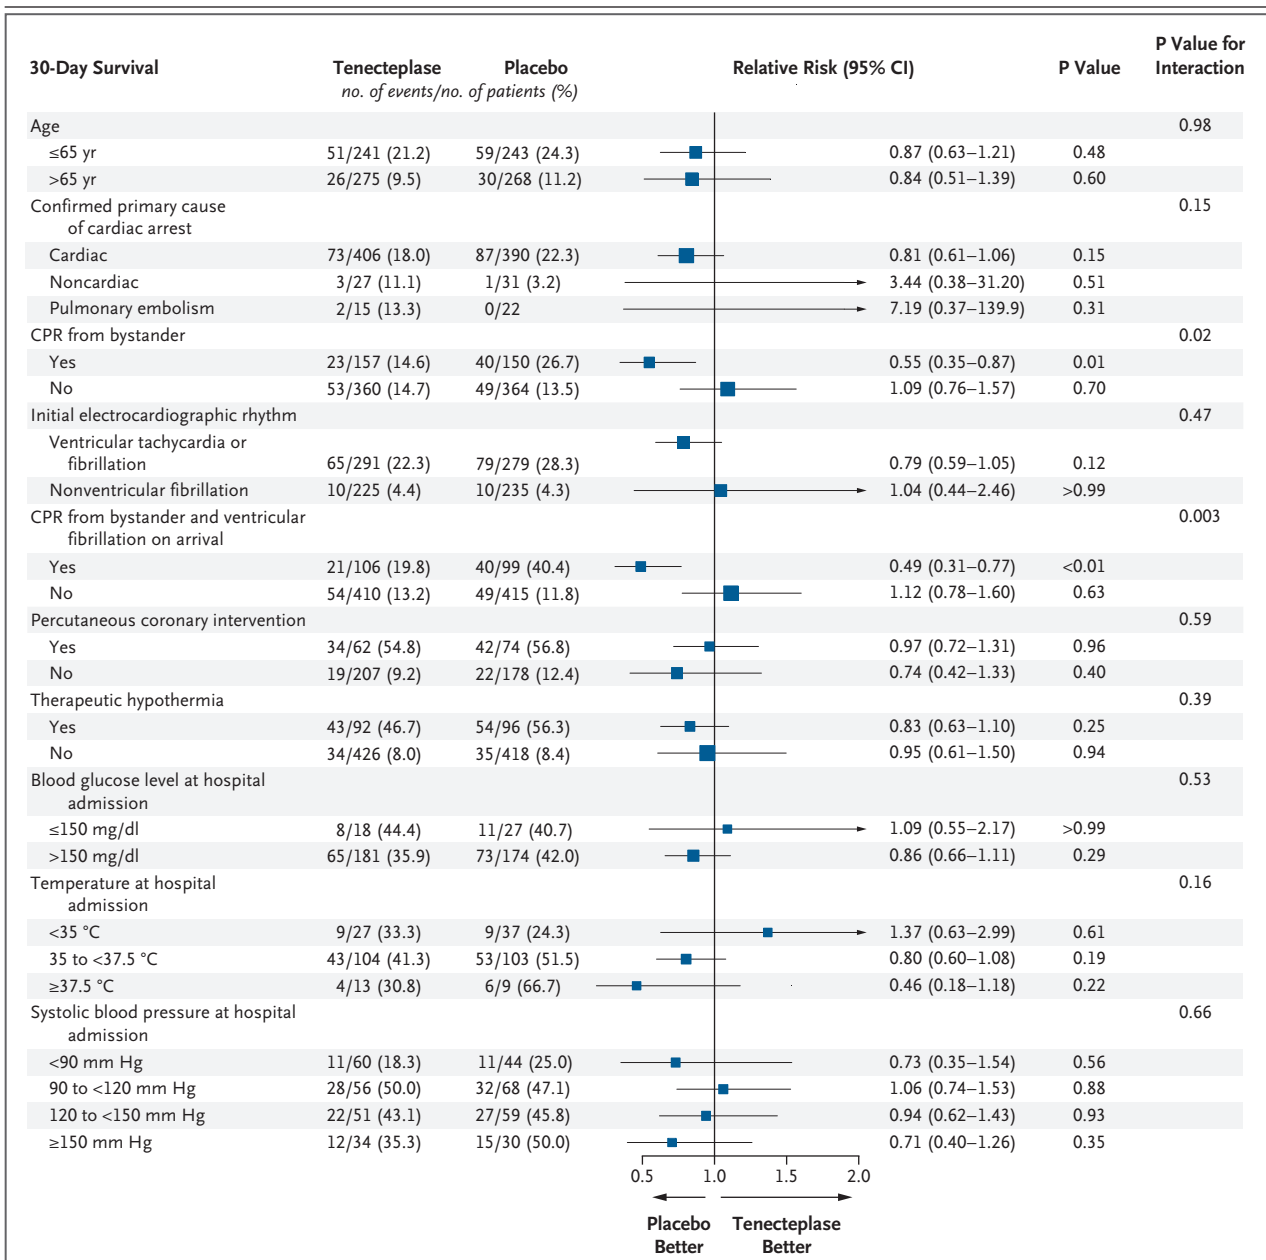 P Value for
30-Day Survival Tenecteplase Placebo Relative Risk (95% CI) P Value Interaction
no. of events/no. of patients (%)
Age 0.98
≤65 yr 51/241 (21.2) 59/243 (24.3) 0.87 (0.63–1.21) 0.48
>65 yr 26/275 (9.5) 30/268 (11.2) 0.84 (0.51–1.39) 0.60
Confirmed primary cause 0.15
of cardiac arrest
Cardiac 73/406 (18.0) 87/390 (22.3) 0.81 (0.61–1.06) 0.15
Noncardiac 3/27 (11.1) 1/31 (3.2) 3.44 (0.38–31.20) 0.51
Pulmonary embolism 2/15 (13.3) 0/22 7.19 (0.37–139.9) 0.31
CPR from bystander 0.02
Yes 23/157 (14.6) 40/150 (26.7) 0.55 (0.35–0.87) 0.01
No 53/360 (14.7) 49/364 (13.5) 1.09 (0.76–1.57) 0.70
Initial electrocardiographic rhythm 0.47
Ventricular tachycardia or
fibrillation 65/291 (22.3) 79/279 (28.3) 0.79 (0.59–1.05) 0.12
Nonventricular fibrillation 10/225 (4.4) 10/235 (4.3) 1.04 (0.44–2.46) >0.99
CPR from bystander and ventricular 0.003
fibrillation on arrival
Yes 21/106 (19.8) 40/99 (40.4) 0.49 (0.31–0.77) <0.01
No 54/410 (13.2) 49/415 (11.8) 1.12 (0.78–1.60) 0.63
Percutaneous coronary intervention 0.59
Yes 34/62 (54.8) 42/74 (56.8) 0.97 (0.72–1.31) 0.96
No 19/207 (9.2) 22/178 (12.4) 0.74 (0.42–1.33) 0.40
Therapeutic hypothermia 0.39
Yes 43/92 (46.7) 54/96 (56.3) 0.83 (0.63–1.10) 0.25
No 34/426 (8.0) 35/418 (8.4) 0.95 (0.61–1.50) 0.94
Blood glucose level at hospital 0.53
admission
≤150 mg/dl 8/18 (44.4) 11/27 (40.7) 1.09 (0.55–2.17) >0.99
>150 mg/dl 65/181 (35.9) 73/174 (42.0) 0.86 (0.66–1.11) 0.29
Temperature at hospital 0.16
admission
<35 °C 9/27 (33.3) 9/37 (24.3) 1.37 (0.63–2.99) 0.61
35 to <37.5 °C 43/104 (41.3) 53/103 (51.5) 0.80 (0.60–1.08) 0.19
≥37.5 °C 4/13 (30.8) 6/9 (66.7) 0.46 (0.18–1.18) 0.22
Systolic blood pressure at hospital 0.66
admission
<90 mm Hg 11/60 (18.3) 11/44 (25.0) 0.73 (0.35–1.54) 0.56
90 to <120 mm Hg 28/56 (50.0) 32/68 (47.1) 1.06 (0.74–1.53) 0.88
120 to <150 mm Hg 22/51 (43.1) 27/59 (45.8) 0.94 (0.62–1.43) 0.93
≥150 mm Hg 12/34 (35.3) 15/30 (50.0) 0.71 (0.40–1.26) 0.35
0.5 1.0 1.5 2.0
Placebo Tenecteplase
Better Better